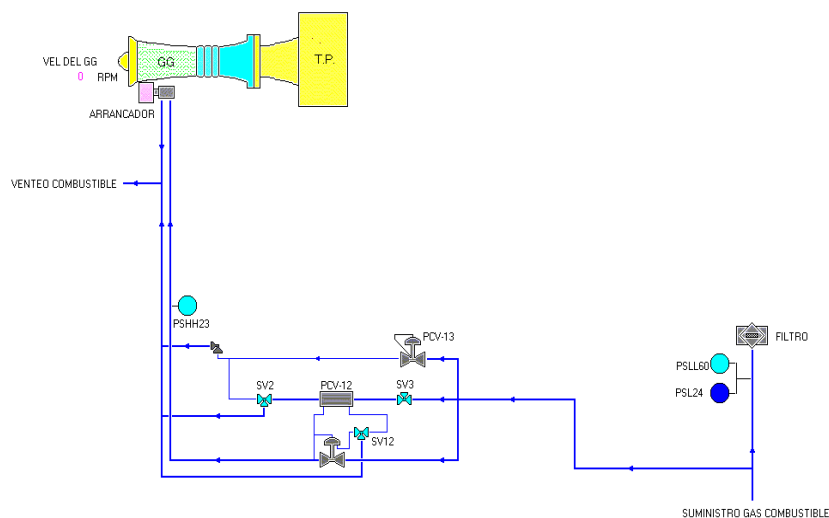 GG
T.P.
VEL DEL GG
0 RPM
ARRANCADOR
VENTEO COMBUSTIBLE
PSHH23
PCV-13
FILTRO
PSLL60
PSL24
SV2
PCV-12
SV3
SV12
SUMINISTRO GAS COMBUSTIBLE